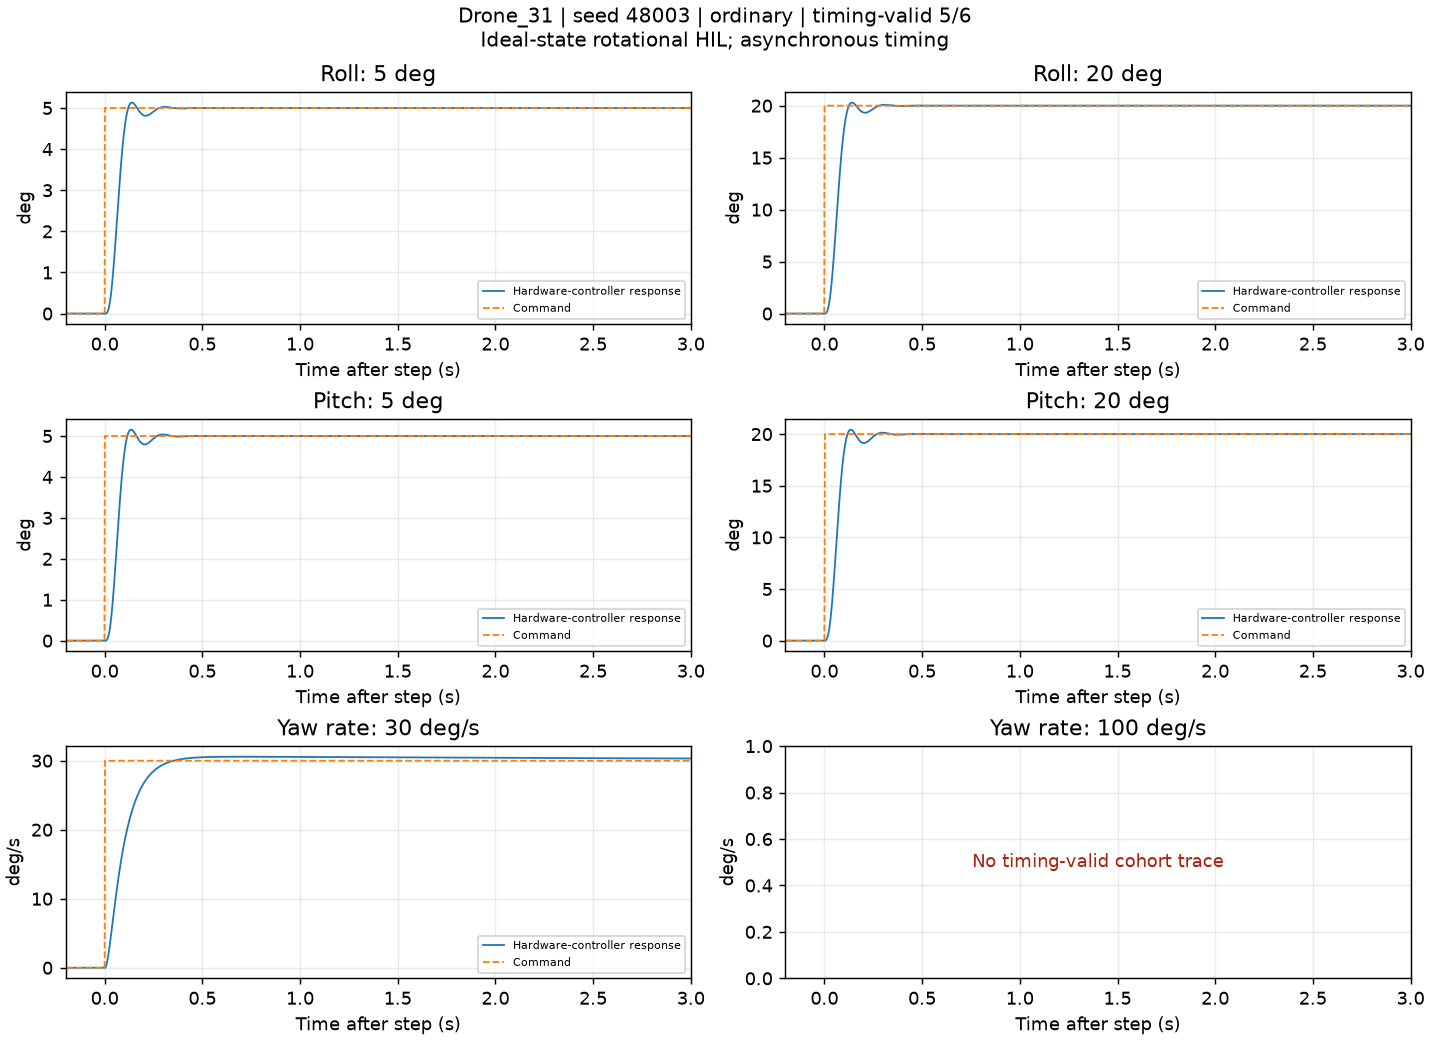 Drone_31 | seed 48003 | ordinary | timing-valid 5/6
Ideal-state rotational HIL; asynchronous timing
Roll: 5 deg
deg
5
4
3
2
1
0
0.0 0.5 1.0 1.5 2.0 2.5 3.0
Time after step (s)
Hardware-controller response
Command
Roll: 20 deg
deg
20
15
10
5
0
0.0 0.5 1.0 1.5 2.0 2.5 3.0
Time after step (s)
Hardware-controller response
Command
Pitch: 5 deg
deg
5
4
3
2
1
0
0.0 0.5 1.0 1.5 2.0 2.5 3.0
Time after step (s)
Hardware-controller response
Command
Pitch: 20 deg
deg
20
15
10
5
0
0.0 0.5 1.0 1.5 2.0 2.5 3.0
Time after step (s)
Hardware-controller response
Command
Yaw rate: 30 deg/s
deg/s
30
20
10
0
0.0 0.5 1.0 1.5 2.0 2.5 3.0
Time after step (s)
Hardware-controller response
Command
Yaw rate: 100 deg/s
deg/s
1.0
0.8
0.6
0.4
0.2
0.0
No timing-valid cohort trace
0.0 0.5 1.0 1.5 2.0 2.5 3.0
Time after step (s)